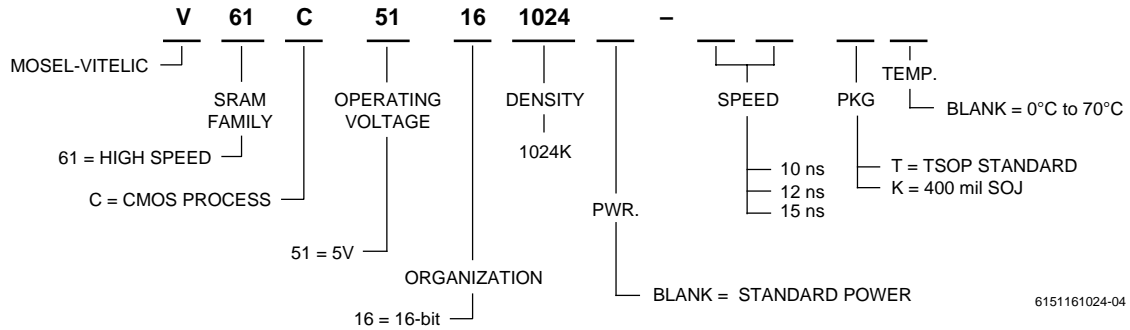 V 61 C 51 16 1024 –
MOSEL-VITELIC
TEMP.
SRAM FAMILY
OPERATING VOLTAGE
DENSITY
SPEED
PKG
BLANK = 0°C to 70°C
61 = HIGH SPEED
1024K
10 ns
12 ns
15 ns
T = TSOP STANDARD
K = 400 mil SOJ
C = CMOS PROCESS
PWR.
51 = 5V
ORGANIZATION
BLANK = STANDARD POWER
16 = 16-bit
6151161024-04